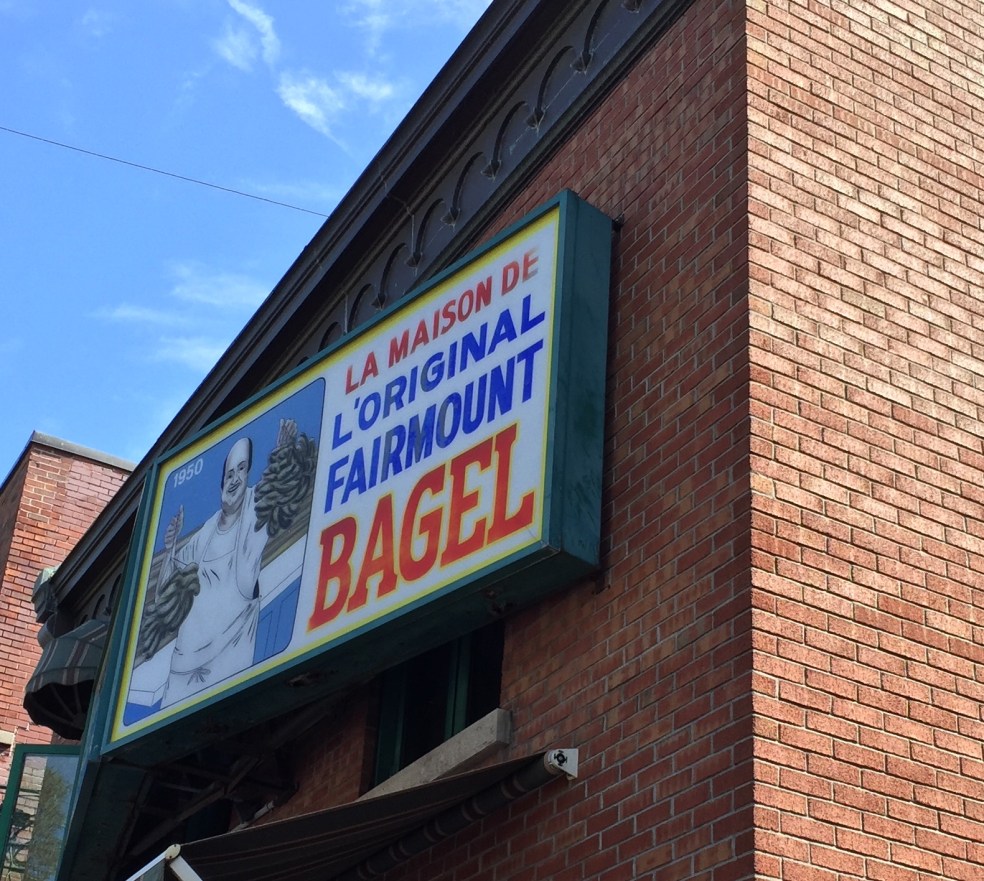 1950
LA MAISON DE
L'ORIGINAL
FAIRMOUNT
BAGEL